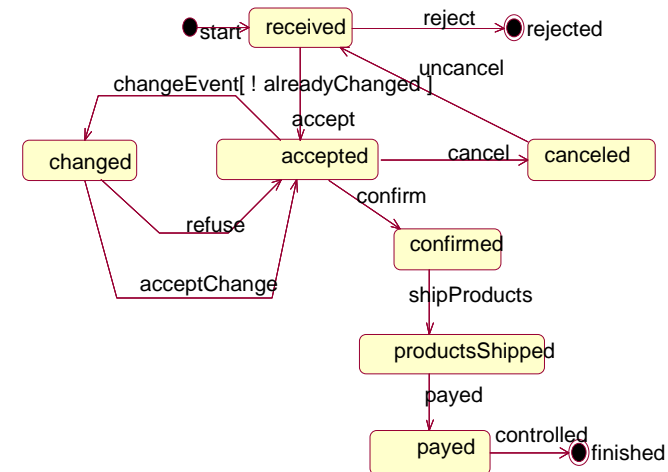 start
received
reject
rejected
uncancel
changeEvent[ ! alreadyChanged ]
accept
changed
accepted
cancel
canceled
confirm
refuse
confirmed
acceptChange
shipProducts
productsShipped
payed
payed
controlled
finished